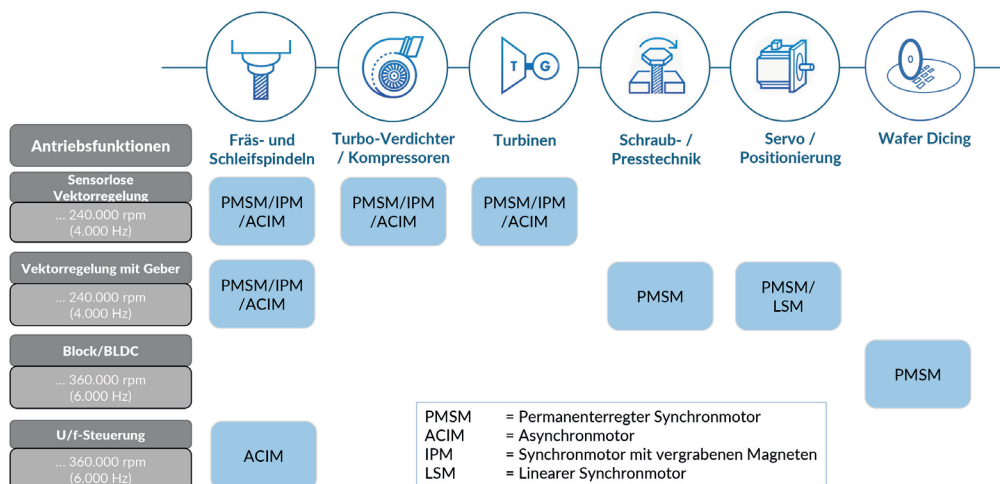 T G
Fräs- und
Schleifspindeln
Turbo-Verdichter
/ Kompressoren
Turbinen
Schraub- /
Presstechnik
Servo /
Positionierung
Wafer Dicing
Antriebsfunktionen
Sensorlose
Vektorregelung
... 240.000 rpm
(4.000 Hz)
PMSM/IPM
/ACIM
PMSM/IPM
/ACIM
PMSM/IPM
/ACIM
Vektorregelung mit Geber
... 240.000 rpm
(4.000 Hz)
PMSM/IPM
/ACIM
PMSM
PMSM/
LSM
Block/BLDC
... 360.000 rpm
(6.000 Hz)
PMSM
U/f-Steuerung
... 360.000 rpm
(6.000 Hz)
ACIM
PMSM = Permanenterregter Synchronmotor
ACIM = Asynchronmotor
IPM = Synchronmotor mit vergrabenen Magneten
LSM = Linearer Synchronmotor